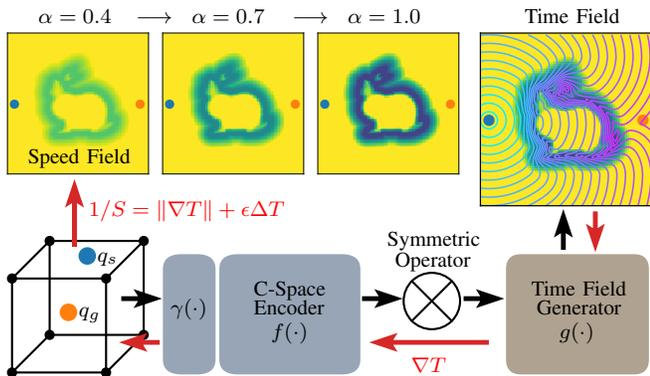 α = 0.4 → α = 0.7 → α = 1.0 Time Field
Speed Field
1/S = ∥∇T∥ + ϵΔT
q_s
q_g
γ(·)
C-Space
Encoder
f(·)
Symmetric
Operator
Time Field
Generator
g(·)
∇T